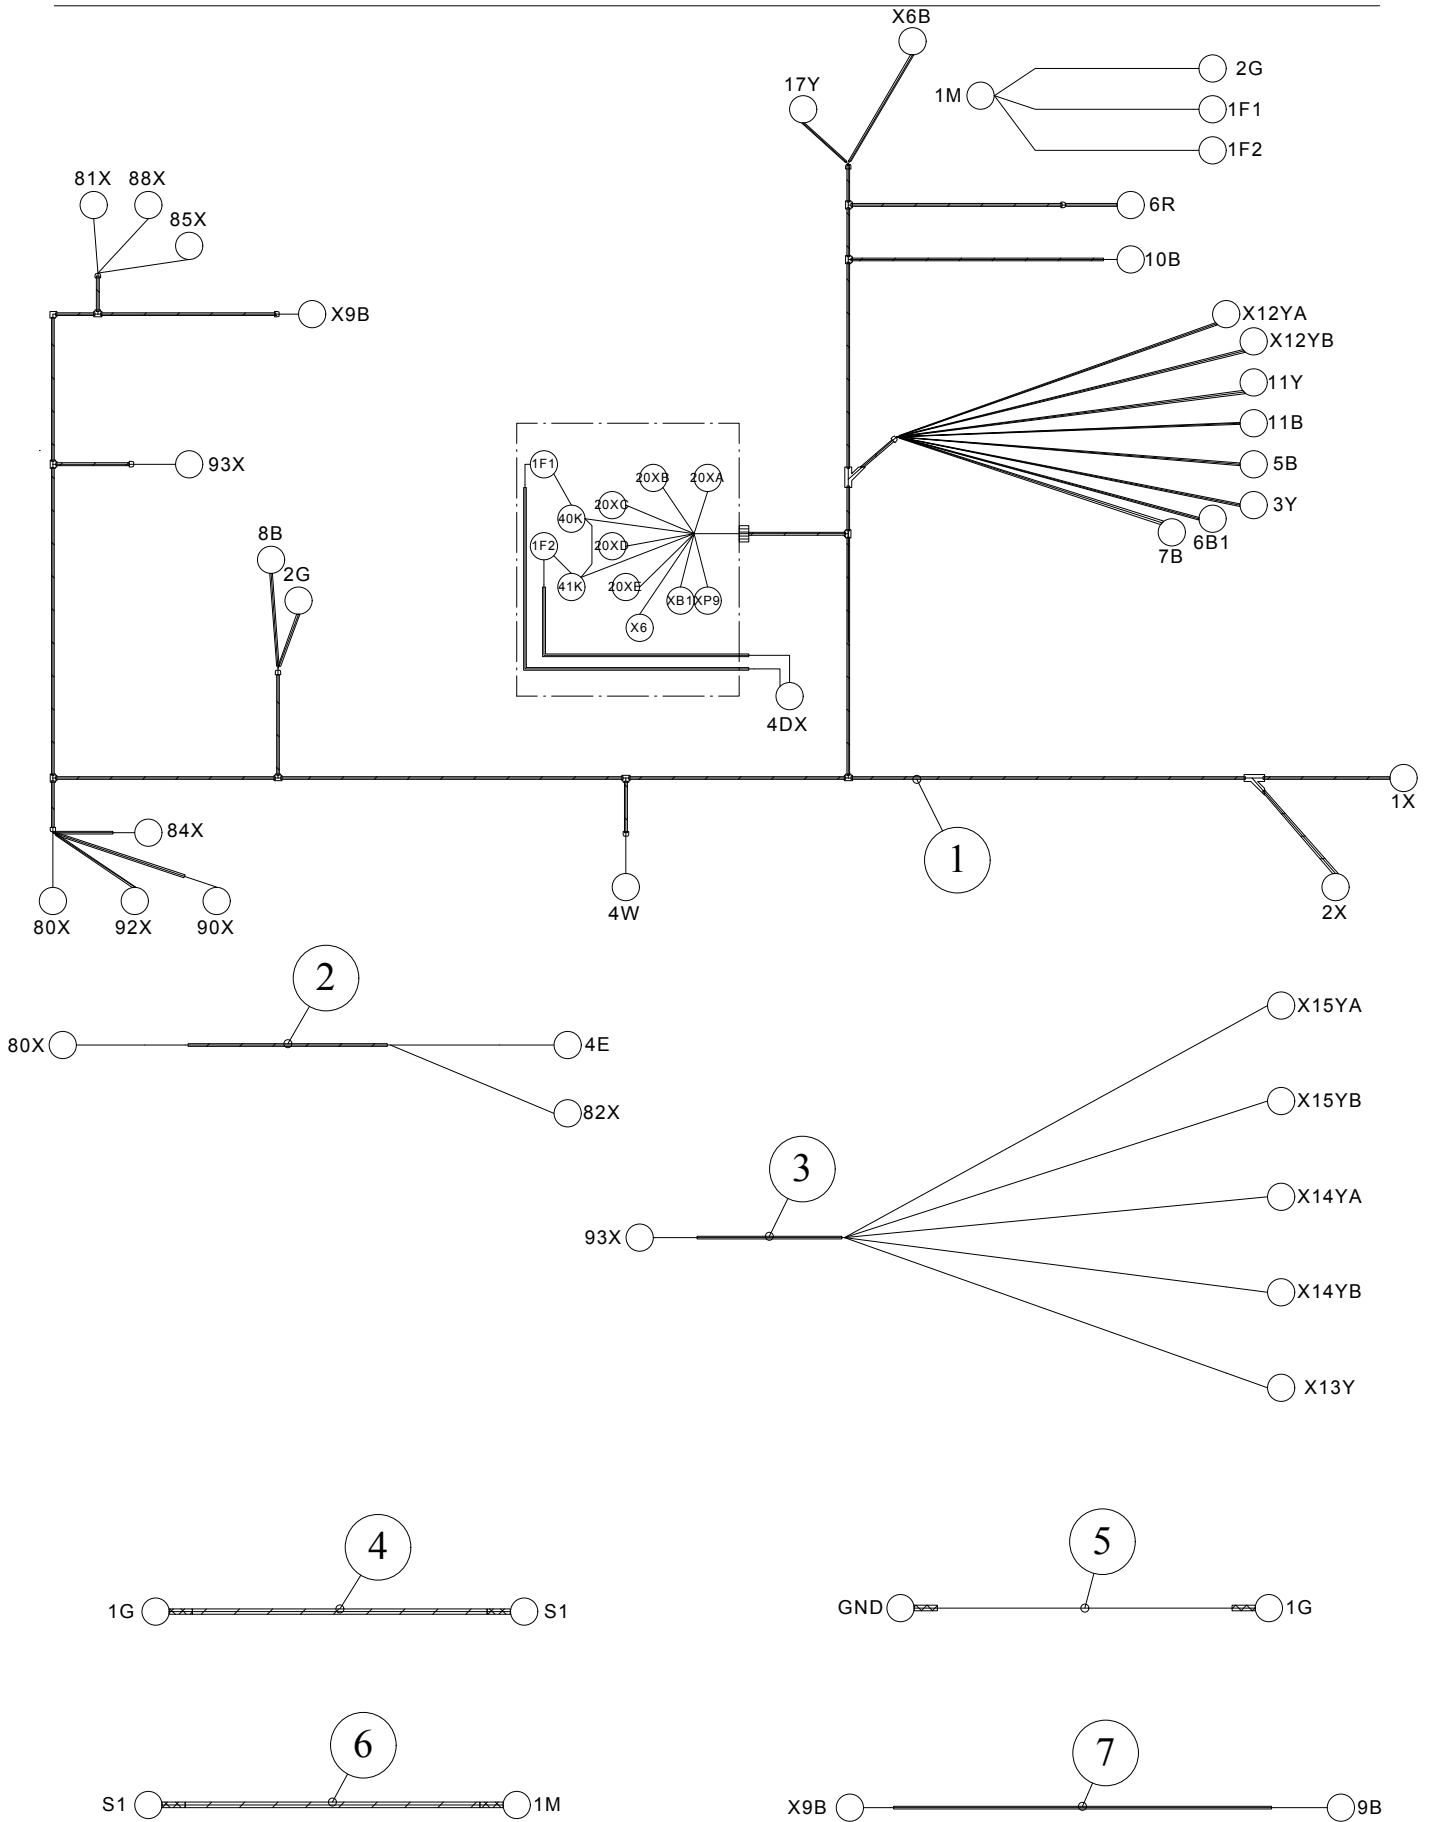 X6B
2G
17Y
1M
1F1
1F2
81X
88X
6R
85X
10B
X9B
X12YA
X12YB
11Y
11B
93X
1F1
20XB
20XA
5B
20XC
3Y
40K
8B
1F2
20XD
7B
6B1
2G
41K
20XE
XB1
XP9
X6
4DX
1X
84X
1
80X
92X
90X
4W
2X
2
X15YA
80X
4E
X15YB
82X
3
X14YA
93X
X14YB
X13Y
4
5
1G
S1
GND
1G
6
7
S1
1M
X9B
9B